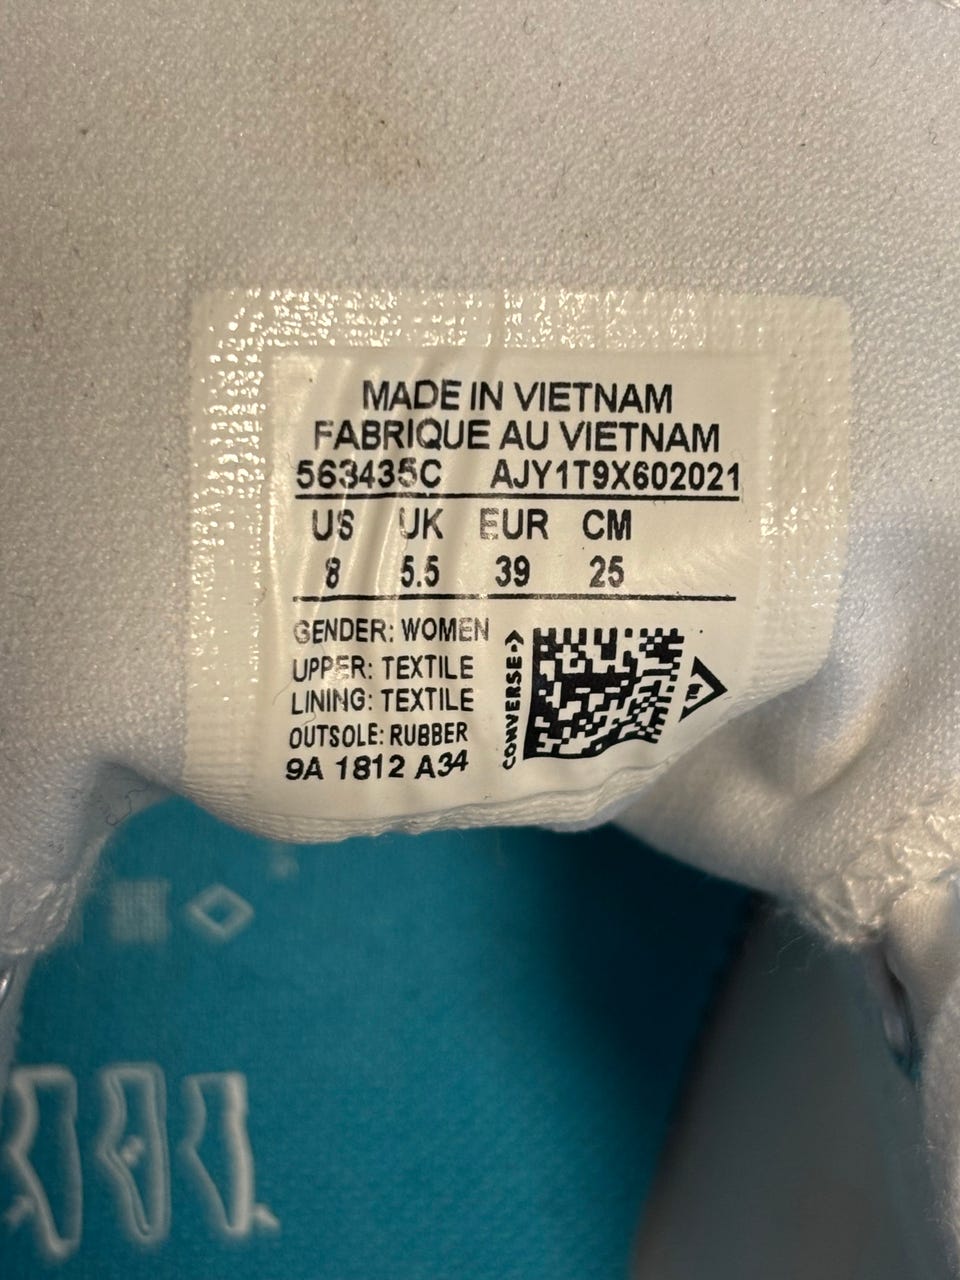 MADE IN VIETNAM
FABRIQUE AU VIETNAM
563435C AJY1T9X602021
US UK EUR CM
8 5.5 39 25
GENDER: WOMEN
UPPER: TEXTILE
LINING: TEXTILE
OUTSOLE: RUBBER
9A 1812 A34
CONVERSE
TM